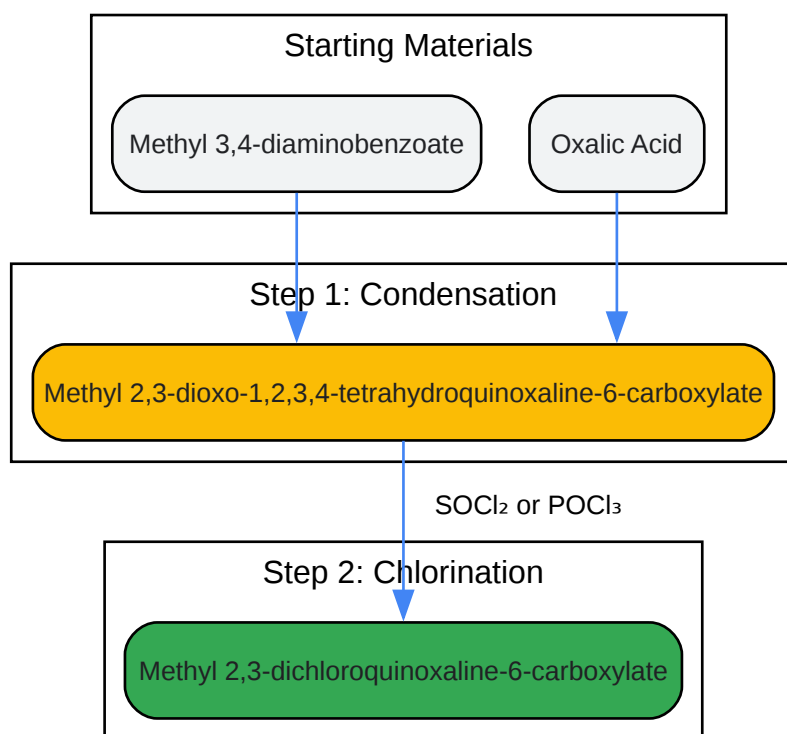 Starting Materials
Methyl 3,4-diaminobenzoate
Oxalic Acid
Step 1: Condensation
Methyl 2,3-dioxo-1,2,3,4-tetrahydroquinoxaline-6-carboxylate
SOCl₂ or POCl₃
Step 2: Chlorination
Methyl 2,3-dichloroquinoxaline-6-carboxylate